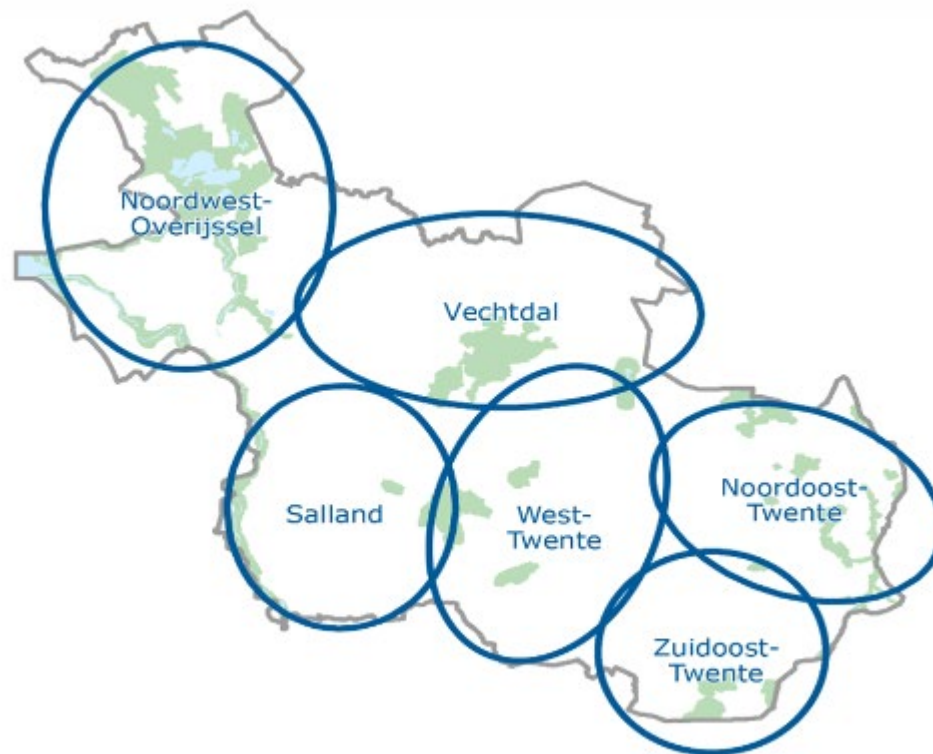 Noordwest-
Overijssel
Vechtdal
Salland
West-
Twente
Noordoost-
Twente
Zuidoost-
Twente